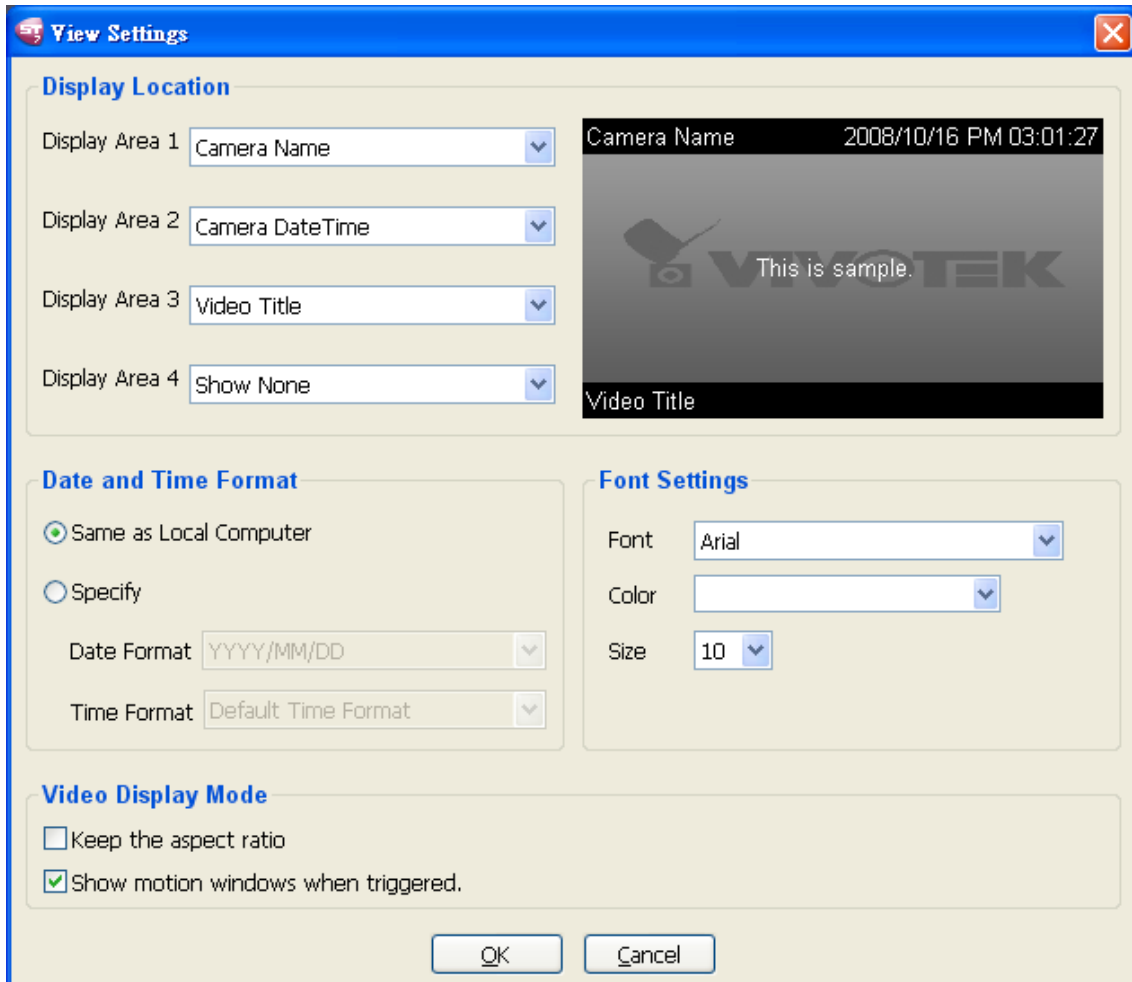 View Settings
Display Location
Display Area 1 Camera Name
Display Area 2 Camera DateTime
Display Area 3 Video Title
Display Area 4 Show None
Camera Name 2008/10/16 PM 03:01:27
VIVOTEK
This is sample.
Video Title
Date and Time Format
Same as Local Computer
Specify
Date Format YYYY/MM/DD
Time Format Default Time Format
Font Settings
Font Arial
Color
Size 10
Video Display Mode
Keep the aspect ratio
Show motion windows when triggered.
OK Cancel